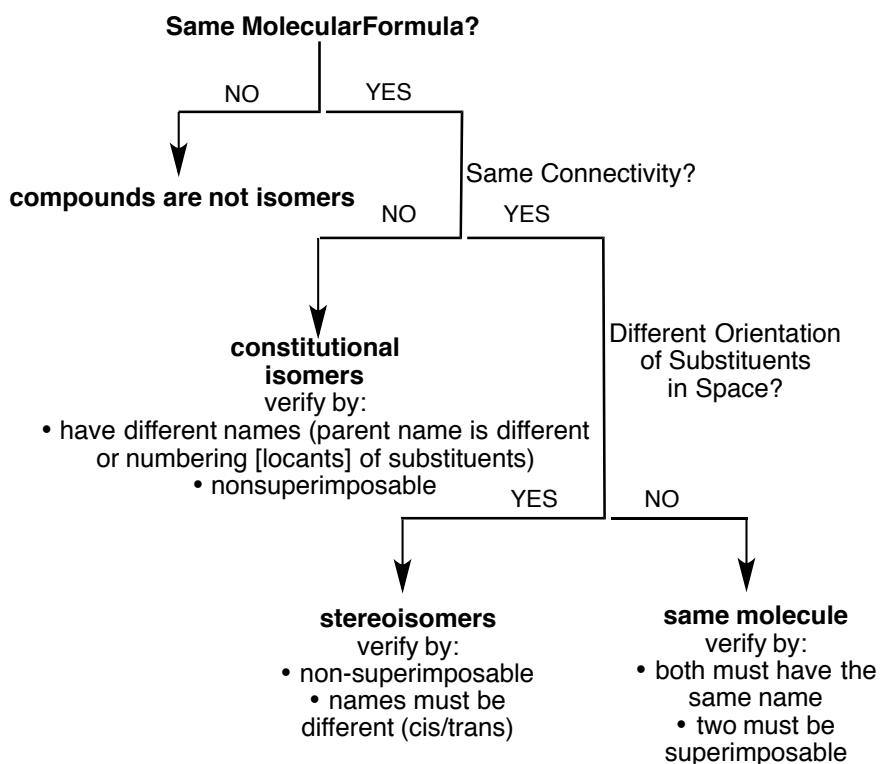 Same MolecularFormula?
NO
YES
Same Connectivity?
compounds are not isomers
NO
YES
Different Orientation
of Substituents
in Space?
constitutional
isomers
verify by:
• have different names (parent name is different
or numbering [locants] of substituents)
• nonsuperimposable
YES
NO
stereoisomers
verify by:
• non-superimposable
• names must be
different (cis/trans)
same molecule
verify by:
• both must have the
same name
• two must be
superimposable